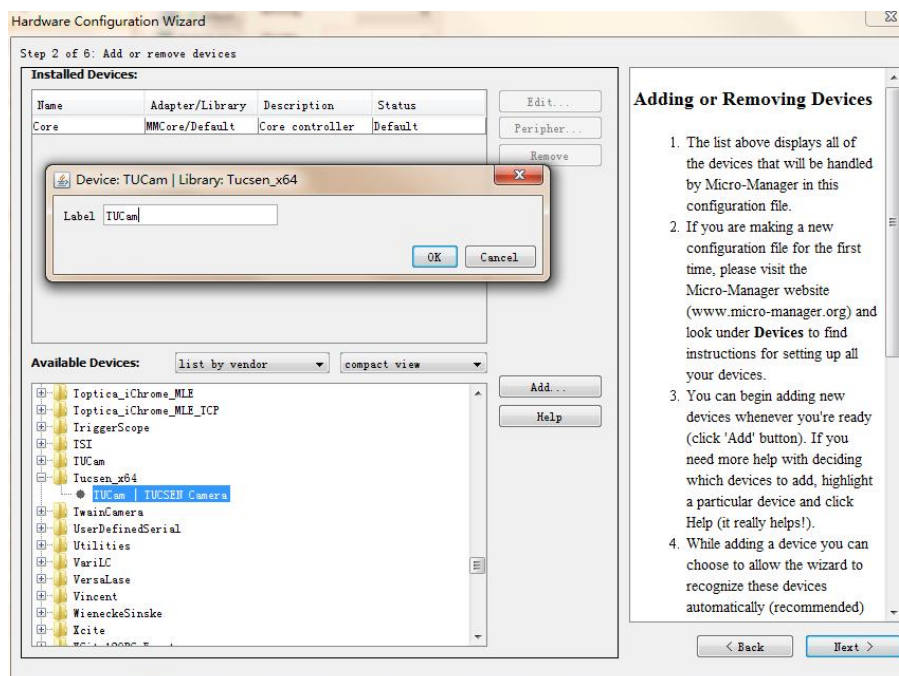 Hardware Configuration Wizard
Step 2 of 6: Add or remove devices
Installed Devices:
Name Adapter/Library Description Status
Core MMCore/Default Core controller Default
Edit...
Peripher...
Remove
Device: TUCam | Library: Tucsen_x64
Label TUCam
OK Cancel
Available Devices: list by vendor compact view
Toptica_iChrome_MLE
Toptica_iChrome_MLE_TCP
TriggerScope
TSI
TUCam
Tucsen_x64
TUCam | TUCSEN Camera
TwainCamera
UserDefinedSerial
Utilities
VariLC
VersaLase
Vincent
WieneckeSinske
Xcite
Add...
Help
Adding or Removing Devices
1. The list above displays all of
the devices that will be handled
by Micro-Manager in this
configuration file.
2. If you are making a new
configuration file for the first
time, please visit the
Micro-Manager website
(www.micro-manager.org) and
look under Devices to find
instructions for setting up all
your devices.
3. You can begin adding new
devices whenever you're ready
(click 'Add' button). If you
need more help with deciding
which devices to add, highlight
a particular device and click
Help (it really helps!).
4. While adding a device you can
choose to allow the wizard to
recognize these devices
automatically (recommended)
< Back Next >